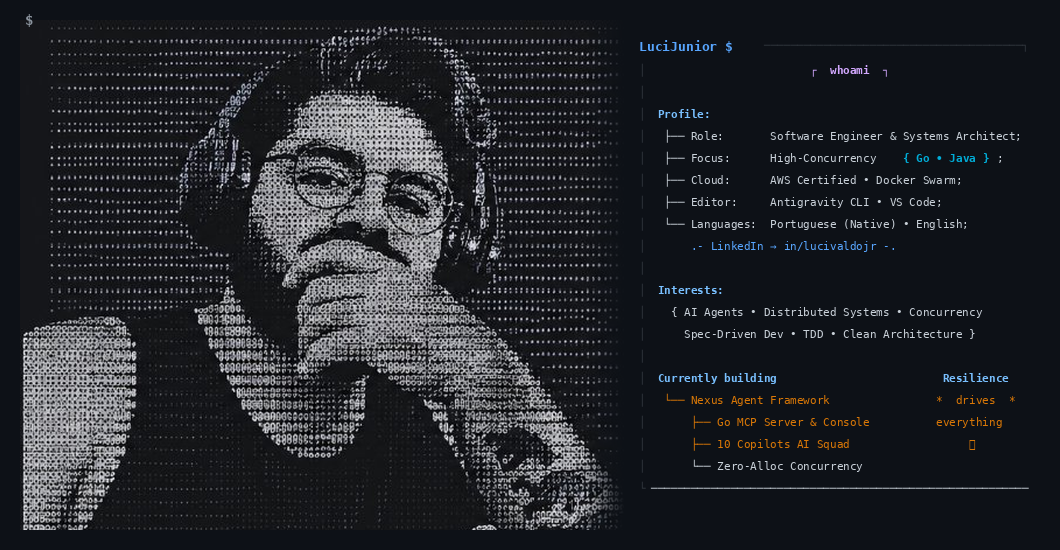 $
LucíJunior $
┌ whoami ┐
Profile:
├── Role: Software Engineer & Systems Architect;
├── Focus: High-Concurrency { Go • Java } ;
├── Cloud: AWS Certified • Docker Swarm;
├── Editor: Antigravity CLI • VS Code;
└── Languages: Portuguese (Native) • English;
.- LinkedIn → in/lucivaldojr -.
Interests:
{ AI Agents • Distributed Systems • Concurrency
Spec-Driven Dev • TDD • Clean Architecture }
Currently building Resilience
└── Nexus Agent Framework * drives *
├── Go MCP Server & Console everything
├── 10 Copilots AI Squad
└── Zero-Alloc Concurrency